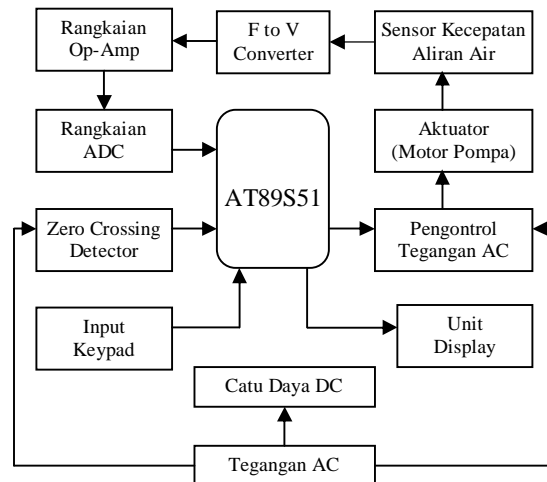 Rangkaian
Op-Amp
F to V
Converter
Sensor Kecepatan
Aliran Air
Rangkaian
ADC
AT89S51
Aktuator
(Motor Pompa)
Zero Crossing
Detector
Pengontrol
Tegangan AC
Input
Keypad
Unit
Display
Catu Daya DC
Tegangan AC